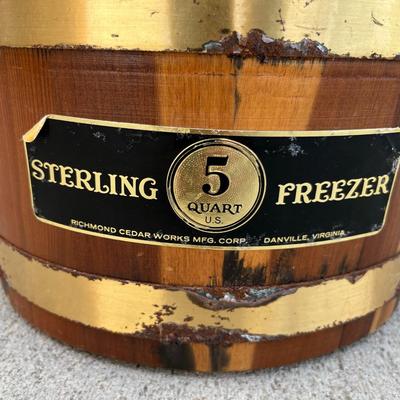 STERLING 5 FREEZER
QUART
U.S.
RICHMOND CEDAR WORKS MFG. CORP. DANVILLE, VIRGINIA